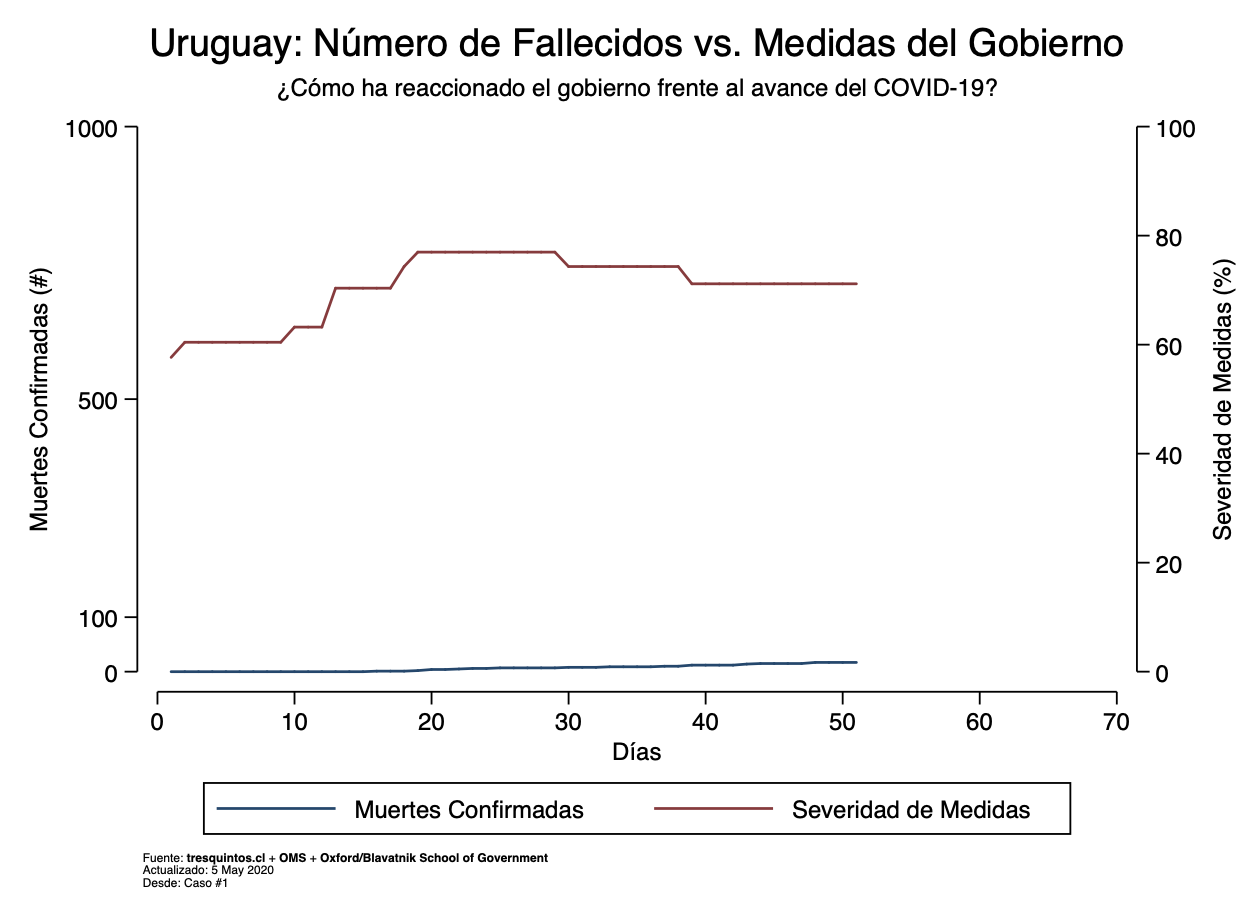 Uruguay: Número de Fallecidos vs. Medidas del Gobierno
¿Cómo ha reaccionado el gobierno frente al avance del COVID-19?
Muertes Confirmadas (#)
1000
500
100
0
100
80
60
40
20
0
Severidad de Medidas (%)
0 10 20 30 40 50 60 70
Días
Muertes Confirmadas Severidad de Medidas
Fuente: tresquintos.cl + OMS + Oxford/Blavatnik School of Government
Actualizado: 5 May 2020
Desde: Caso #1